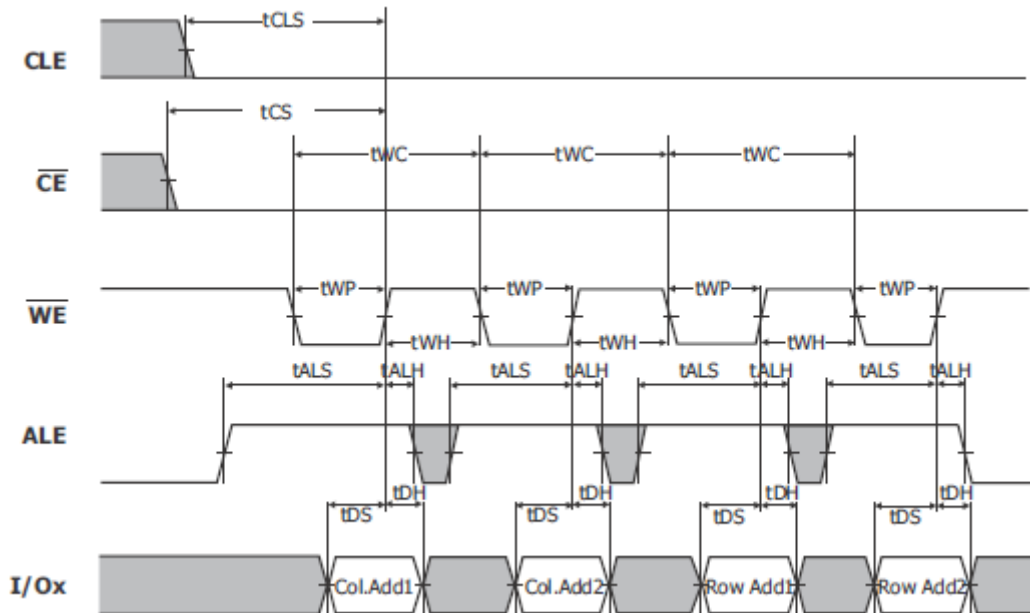 tCLS
CLE
tCS
tWC tWC tWC
CE
tWP tWP tWP tWP
WE
tWH tWH tWH
tALS tALH tALS tALH tALS tALH tALS tALH
ALE
tDH tDH tDH tDH
tDS tDS tDS tDS
I/Ox Col.Add1 Col.Add2 Row Add1 Row Add2